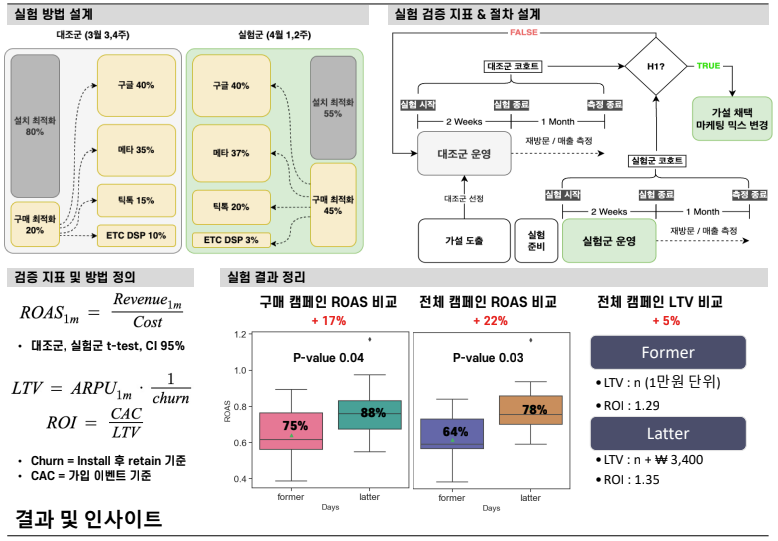 실험 방법 설계
대조군 (3월 3,4주)
실험군 (4월 1,2주)
설치 최적화
80%
구매 최적화
20%
구글 40%
메타 35%
틱톡 15%
ETC DSP 10%
구글 40%
메타 37%
틱톡 20%
ETC DSP 3%
설치 최적화
55%
구매 최적화
45%
실험 검증 지표 & 절차 설계
FALSE
대조군 코호트
H1?
TRUE
실험 시작
실험 종료
측정 종료
2 Weeks
1 Month
가설 채택
마케팅 믹스 변경
대조군 운영
재방문 / 매출 측정
실험군 코호트
대조군 선정
실험 시작
실험 종료
측정 종료
2 Weeks
1 Month
가설 도출
실험
준비
실험군 운영
재방문 / 매출 측정
검증 지표 및 방법 정의
ROAS1m = Revenue1m / Cost
• 대조군, 실험군 t-test, CI 95%
LTV = ARPU1m · 1 / churn
ROI = CAC / LTV
• Churn = Install 후 retain 기준
• CAC = 가입 이벤트 기준
실험 결과 정리
구매 캠페인 ROAS 비교
+ 17%
전체 캠페인 ROAS 비교
+ 22%
전체 캠페인 LTV 비교
+ 5%
1.2
1.0
0.8
0.6
0.4
ROAS
P-value 0.04
75%
88%
former
latter
Days
P-value 0.03
64%
78%
former
latter
Days
Former
• LTV : n (1만원 단위)
• ROI : 1.29
Latter
• LTV : n + ₩ 3,400
• ROI : 1.35
결과 및 인사이트